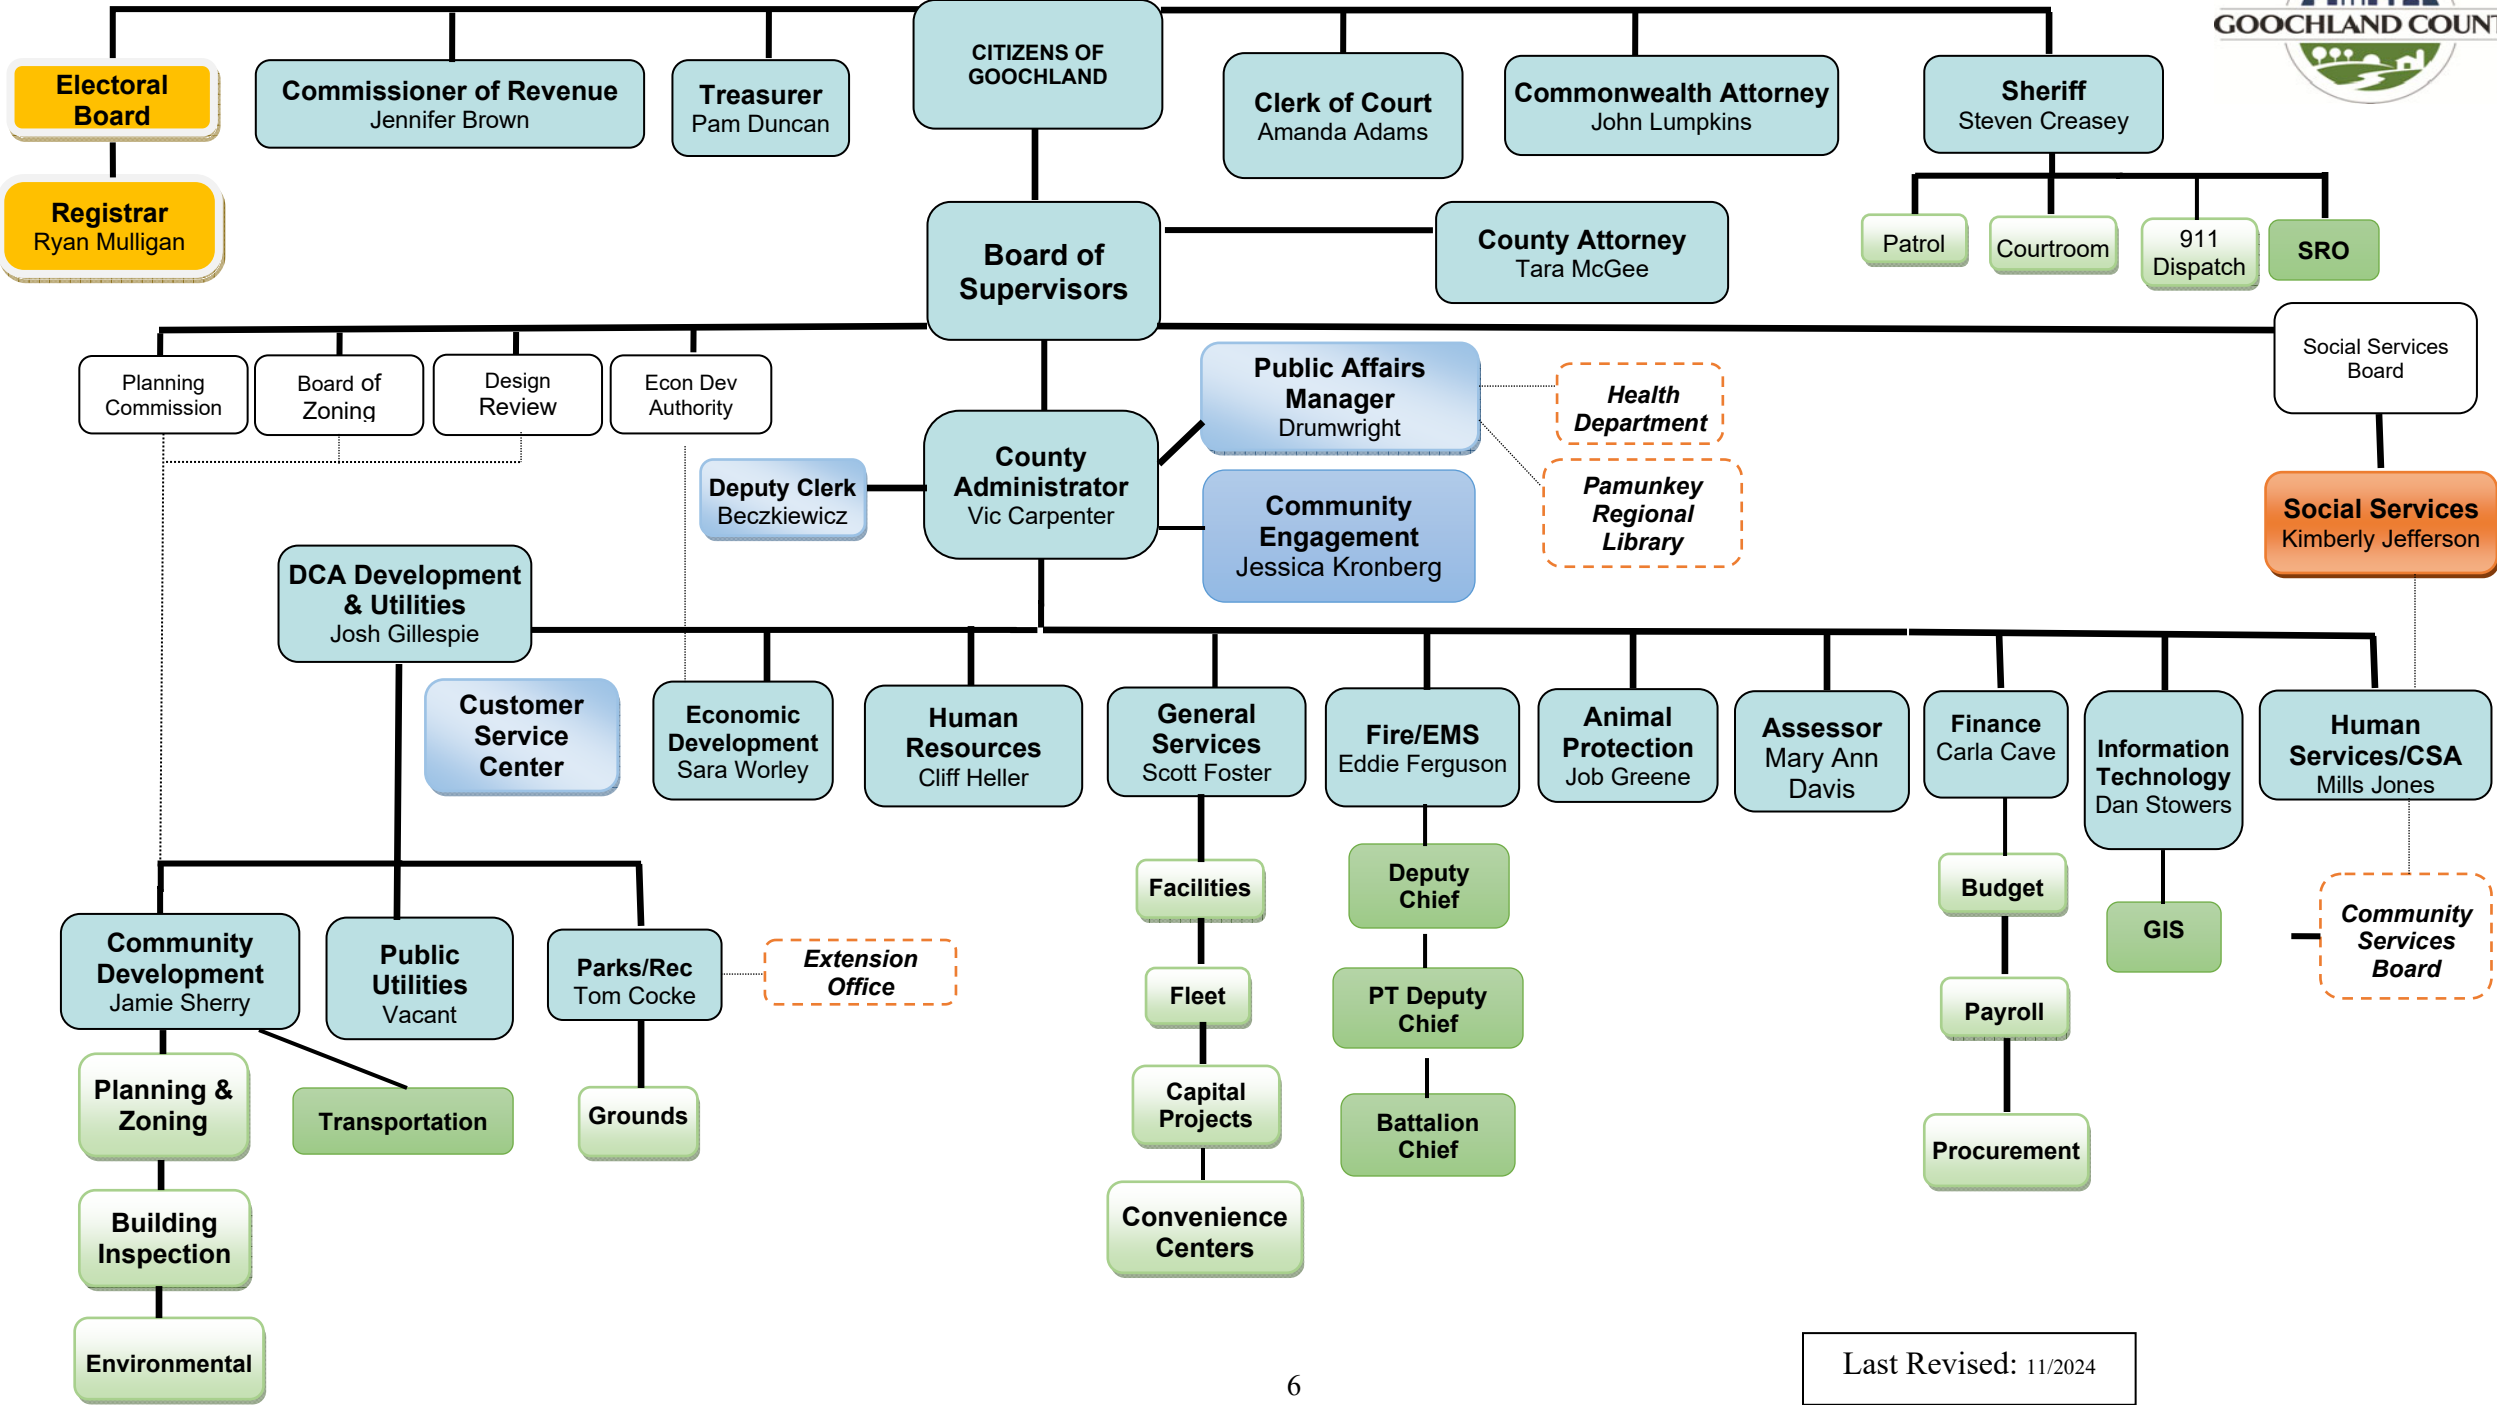 GOOCHLAND COUNT
CITIZENS OF
GOOCHLAND
Electoral
Board
Commissioner of Revenue
Jennifer Brown
Treasurer
Pam Duncan
Clerk of Court
Amanda Adams
Commonwealth Attorney
John Lumpkins
Sheriff
Steven Creasey
Registrar
Ryan Mulligan
Board of
Supervisors
County Attorney
Tara McGee
Patrol
Courtroom
911
Dispatch
SRO
Planning
Commission
Board of
Zoning
Design
Review
Econ Dev
Authority
Social Services
Board
Public Affairs
Manager
Drumwright
Health
Department
Deputy Clerk
Beczkiewicz
County
Administrator
Vic Carpenter
Community
Engagement
Jessica Kronberg
Pamunkey
Regional
Library
Social Services
Kimberly Jefferson
DCA Development
& Utilities
Josh Gillespie
Customer
Service
Center
Economic
Development
Sara Worley
Human
Resources
Cliff Heller
General
Services
Scott Foster
Fire/EMS
Eddie Ferguson
Animal
Protection
Job Greene
Assessor
Mary Ann
Davis
Finance
Carla Cave
Information
Technology
Dan Stowers
Human
Services/CSA
Mills Jones
Facilities
Deputy
Chief
Budget
GIS
Community
Services
Board
Community
Development
Jamie Sherry
Public
Utilities
Vacant
Parks/Rec
Tom Cocke
Extension
Office
Fleet
PT Deputy
Chief
Payroll
Planning &
Zoning
Transportation
Grounds
Capital
Projects
Battalion
Chief
Procurement
Building
Inspection
Convenience
Centers
Environmental
6
Last Revised: 11/2024